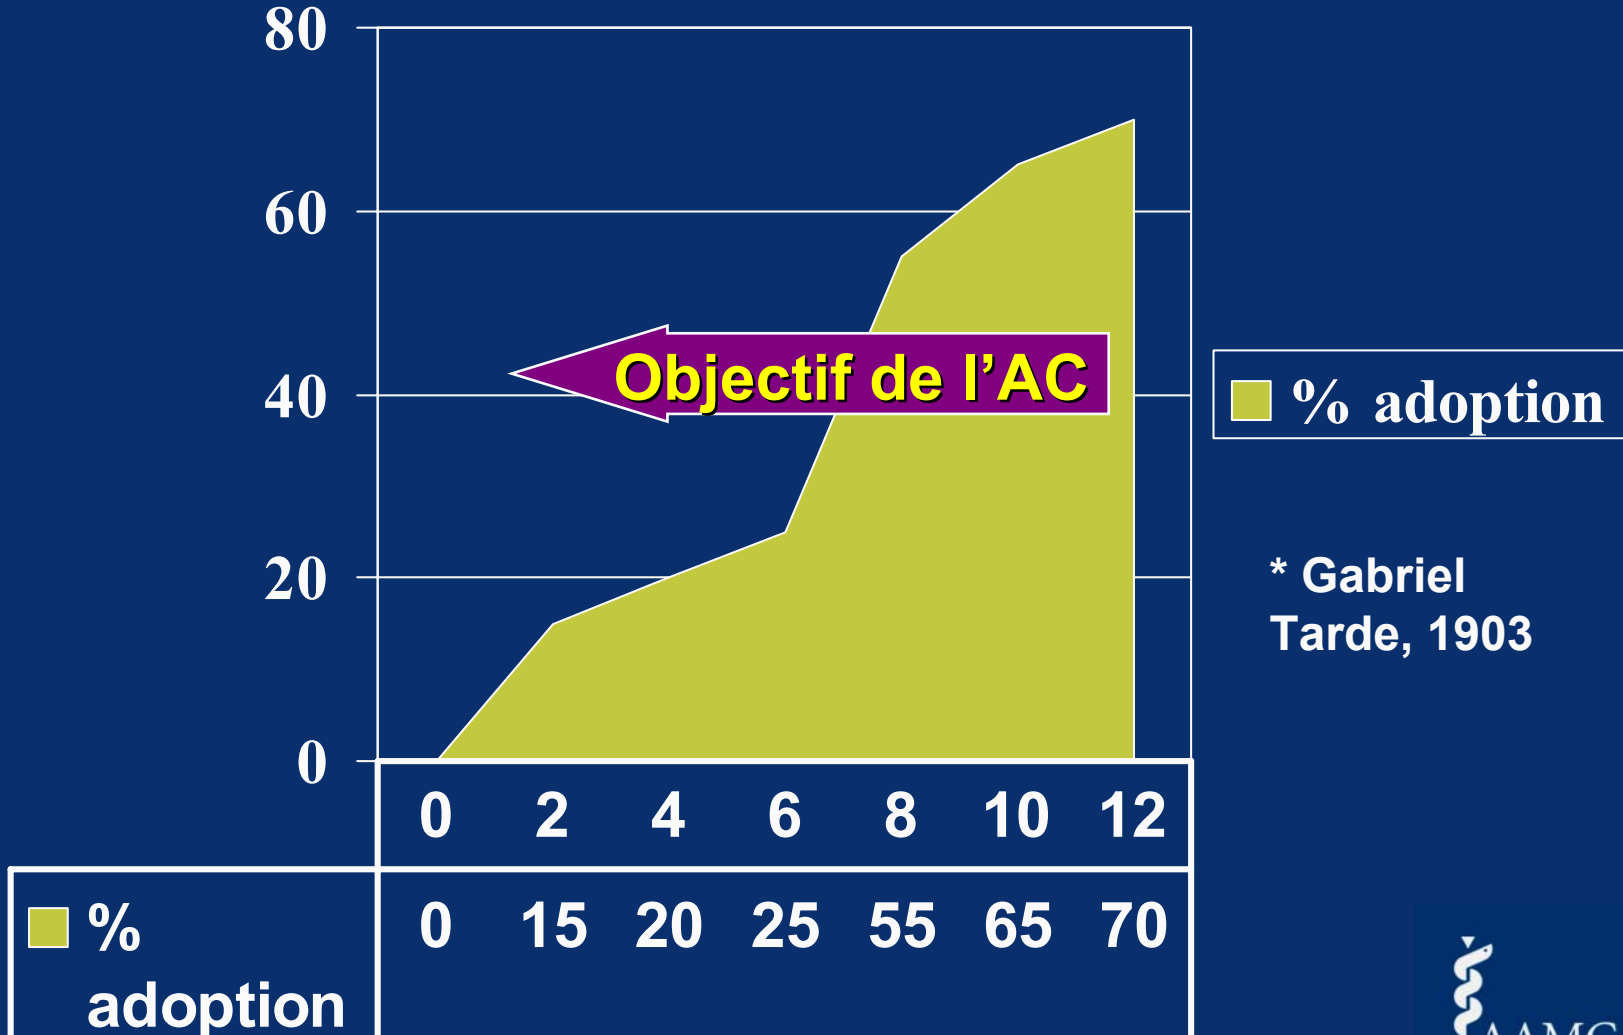 80
60
40
20
0
Objectif de l’AC
% adoption
* Gabriel
Tarde, 1903
0 2 4 6 8 10 12
% 0 15 20 25 55 65 70
adoption
AAMC